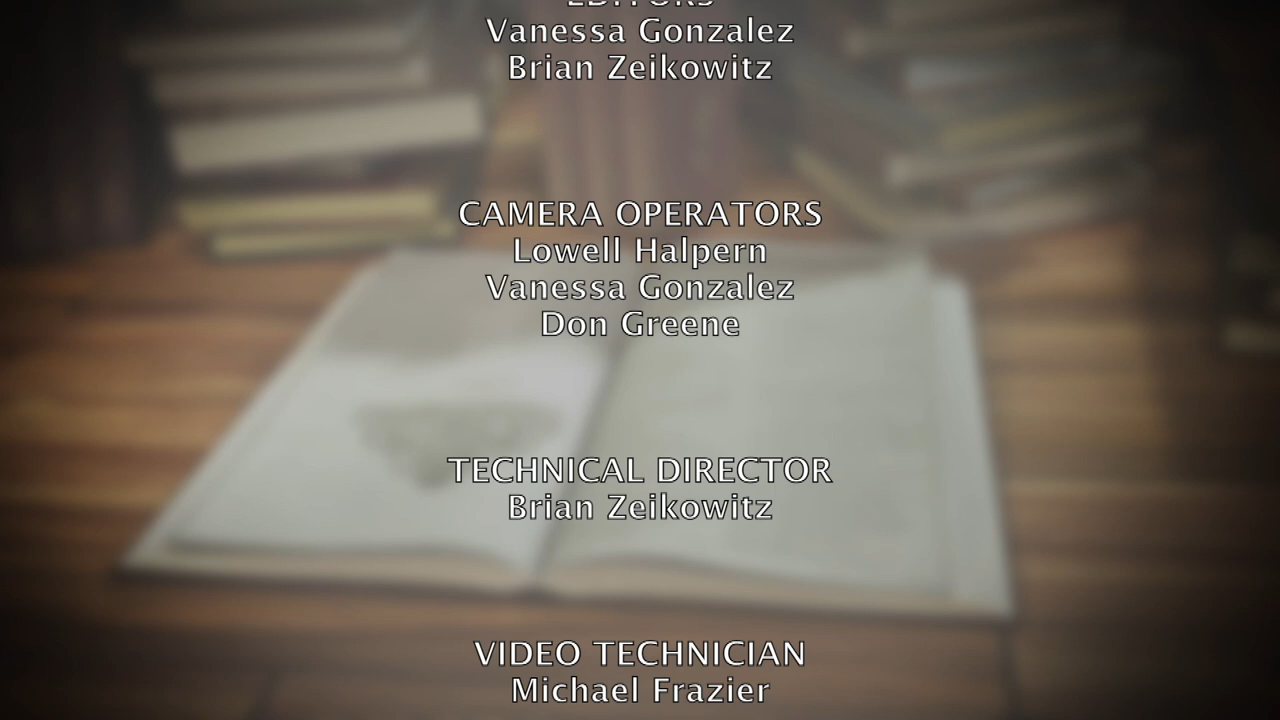 EDITORS
Vanessa Gonzalez
Brian Zeikowitz
CAMERA OPERATORS
Lowell Halpern
Vanessa Gonzalez
Don Greene
TECHNICAL DIRECTOR
Brian Zeikowitz
VIDEO TECHNICIAN
Michael Frazier